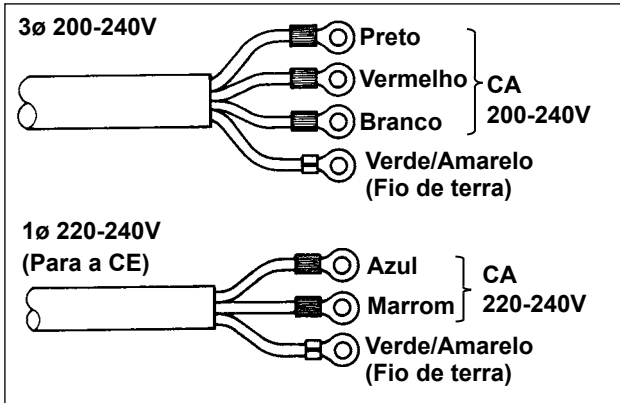 3ø 200-240V
Preto
Vermelho
Branco
CA
200-240V
Verde/Amarelo
(Fio de terra)
1ø 220-240V
(Para a CE)
Azul
Marrom
CA
220-240V
Verde/Amarelo
(Fio de terra)